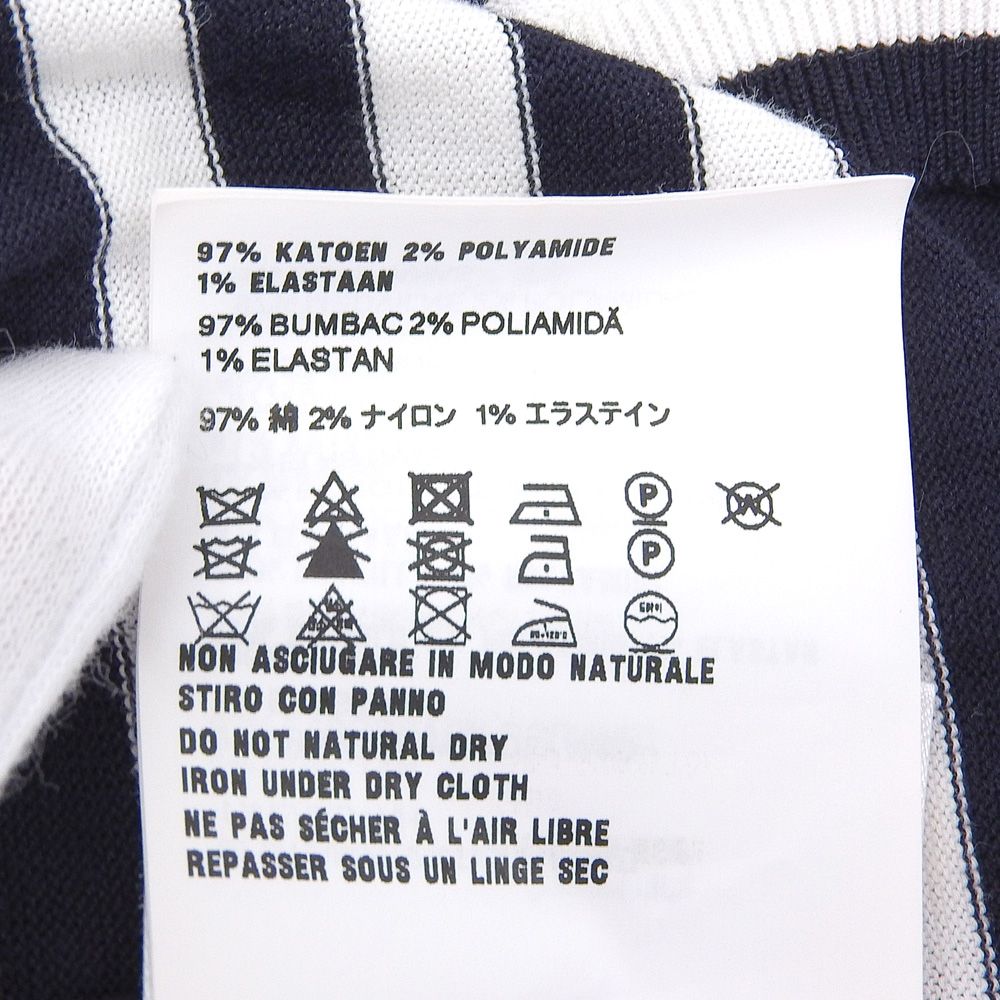 97% KATOEN 2% POLYAMIDE
1% ELASTAAN
97% BUMBAC 2% POLIAMIDĂ
1% ELASTAN
97% 綿 2% ナイロン 1% エラステイン
P W
P
NON ASCIUGARE IN MODO NATURALE
STIRO CON PANNO
DO NOT NATURAL DRY
IRON UNDER DRY CLOTH
NE PAS SÉCHER À L'AIR LIBRE
REPASSER SOUS UN LINGE SEC